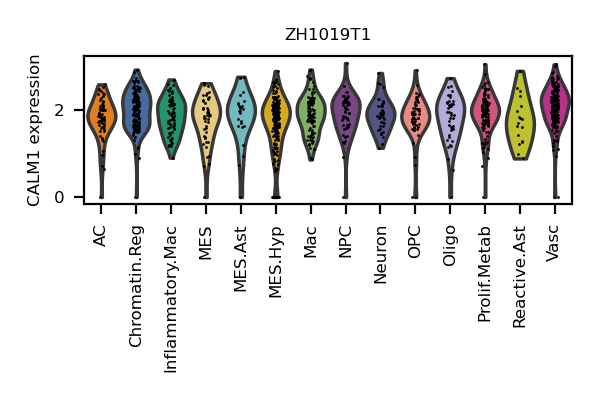 ZH1019T1
CALM1 expression
2
0
AC
Chromatin.Reg
Inflammatory.Mac
MES
MES.Ast
MES.Hyp
Mac
NPC
Neuron
OPC
Oligo
Prolif.Metab
Reactive.Ast
Vasc